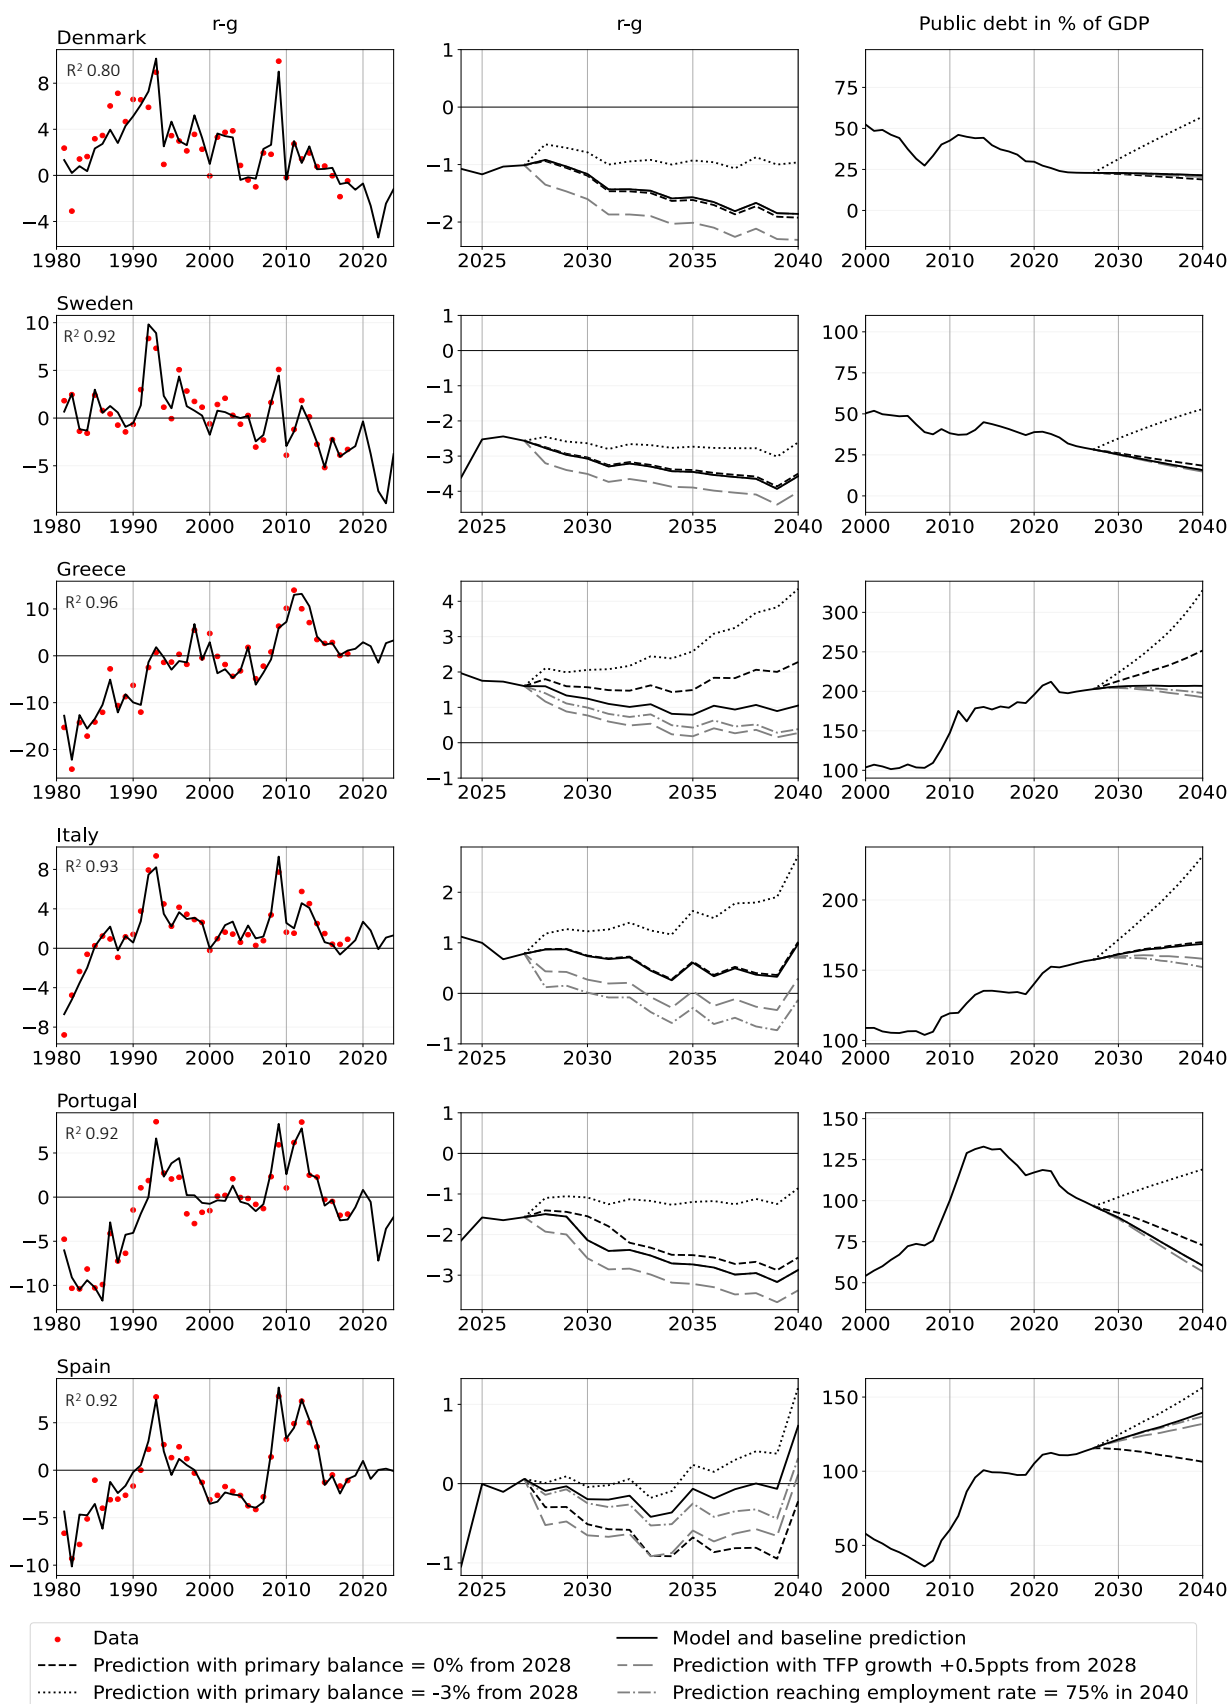 r-g
r-g
Public debt in % of GDP
Denmark
R² 0.80
8
4
0
−4
1980 1990 2000 2010 2020
1
0
−1
−2
2025 2030 2035 2040
75
50
25
0
2000 2010 2020 2030 2040
Sweden
R² 0.92
10
5
0
−5
1980 1990 2000 2010 2020
1
0
−1
−2
−3
−4
2025 2030 2035 2040
100
75
50
25
0
2000 2010 2020 2030 2040
Greece
R² 0.96
10
0
−10
−20
1980 1990 2000 2010 2020
4
3
2
1
0
−1
2025 2030 2035 2040
300
250
200
150
100
2000 2010 2020 2030 2040
Italy
R² 0.93
8
4
0
−4
−8
1980 1990 2000 2010 2020
2
1
0
−1
2025 2030 2035 2040
200
150
100
2000 2010 2020 2030 2040
Portugal
R² 0.92
5
0
−5
−10
1980 1990 2000 2010 2020
1
0
−1
−2
−3
2025 2030 2035 2040
150
125
100
75
50
2000 2010 2020 2030 2040
Spain
R² 0.92
5
0
−5
−10
1980 1990 2000 2010 2020
1
0
−1
2025 2030 2035 2040
150
100
50
2000 2010 2020 2030 2040
Data
Prediction with primary balance = 0% from 2028
Prediction with primary balance = -3% from 2028
Model and baseline prediction
Prediction with TFP growth +0.5ppts from 2028
Prediction reaching employment rate = 75% in 2040